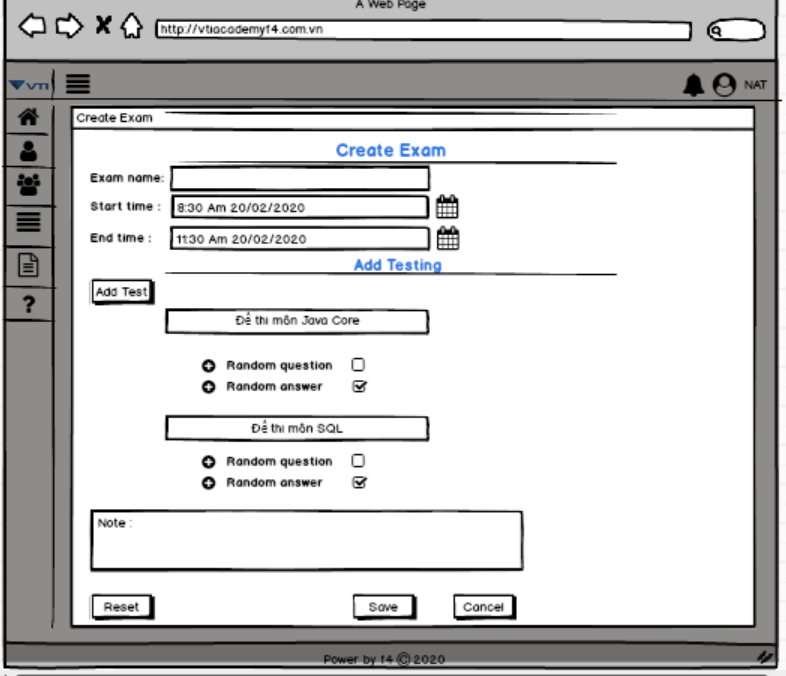 A Web Page
http://vtiacademyf4.com.vn
VTI
NAT
Create Exam
Create Exam
Exam name:
Start time : 8:30 Am 20/02/2020
End time : 11:30 Am 20/02/2020
Add Testing
Add Test
Đề thi môn Java Core
Random question
Random answer
Đề thi môn SQL
Random question
Random answer
Note :
Reset Save Cancel
?
Power by f4 © 2020